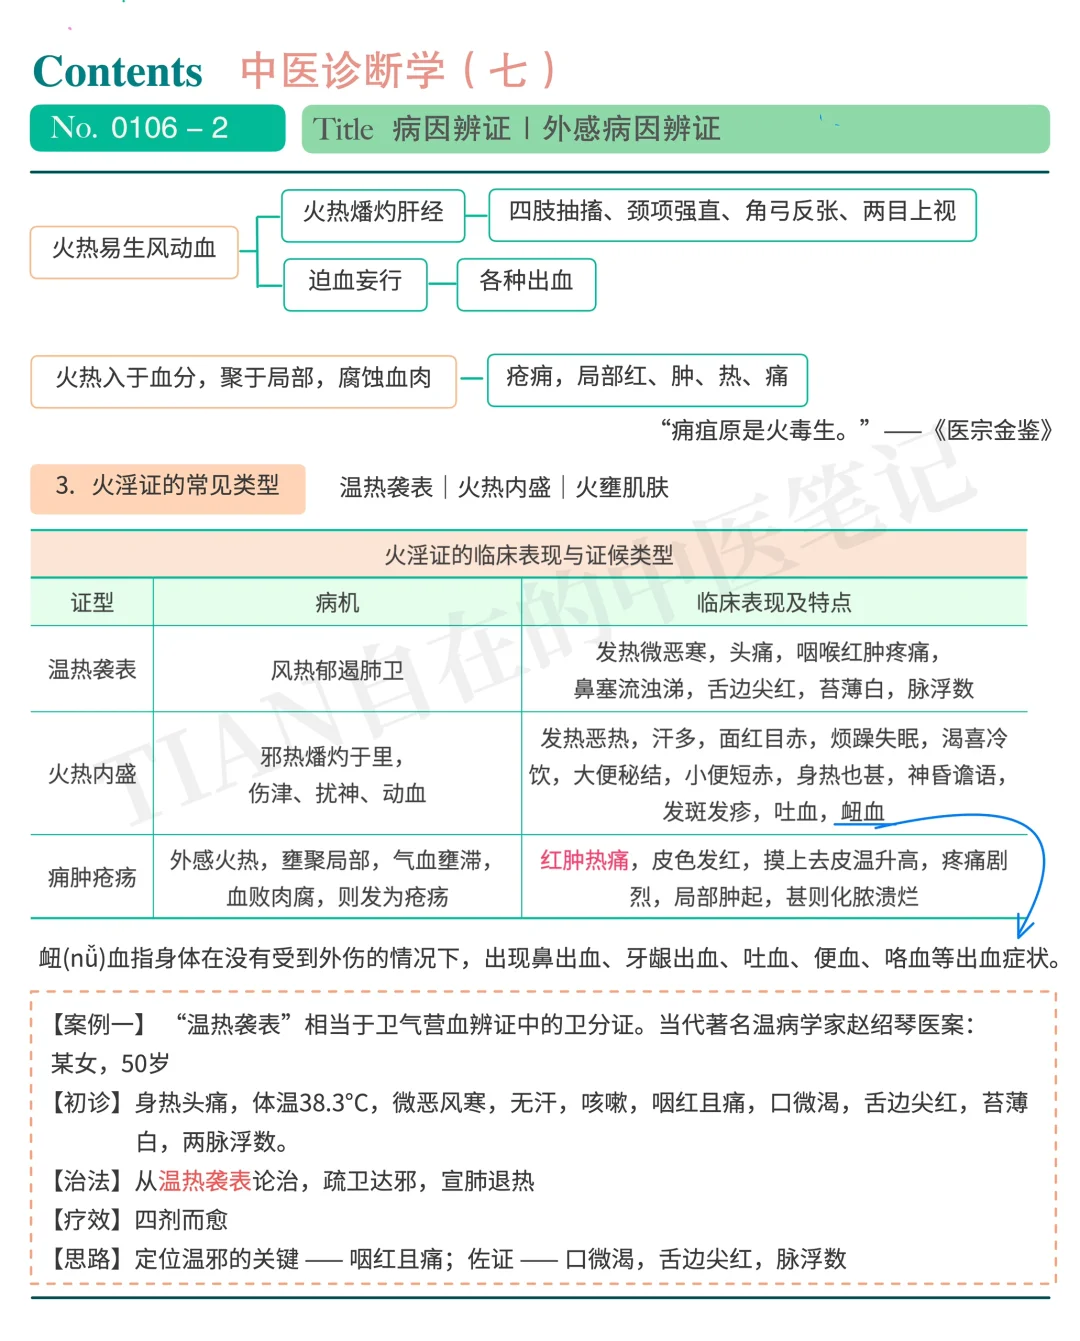 Contents 中医诊断学（七）
No. 0106 – 2
Title 病因辨证 | 外感病因辨证
火热易生风动血
火热燔灼肝经
四肢抽搐、颈项强直、角弓反张、两目上视
迫血妄行
各种出血
火热入于血分，聚于局部，腐蚀血肉
疮痈，局部红、肿、热、痛
“痈疽原是火毒生。” ——《医宗金鉴》
3. 火淫证的常见类型
温热袭表｜火热内盛｜火壅肌肤
火淫证的临床表现与证候类型
证型
病机
临床表现及特点
温热袭表
风热郁遏肺卫
发热微恶寒，头痛，咽喉红肿疼痛，
鼻塞流浊涕，舌边尖红，苔薄白，脉浮数
火热内盛
邪热燔灼于里，
伤津、扰神、动血
发热恶热，汗多，面红目赤，烦躁失眠，渴喜冷
饮，大便秘结，小便短赤，身热也甚，神昏谵语，
发斑发疹，吐血，衄血
痈肿疮疡
外感火热，壅聚局部，气血壅滞，
血败肉腐，则发为疮疡
红肿热痛，皮色发红，摸上去皮温升高，疼痛剧
烈，局部肿起，甚则化脓溃烂
衄(nǚ)血指身体在没有受到外伤的情况下，出现鼻出血、牙龈出血、吐血、便血、咯血等出血症状。
【案例一】 “温热袭表”相当于卫气营血辨证中的卫分证。当代著名温病学家赵绍琴医案：
某女，50岁
【初诊】身热头痛，体温38.3℃，微恶风寒，无汗，咳嗽，咽红且痛，口微渴，舌边尖红，苔薄
白，两脉浮数。
【治法】从温热袭表论治，疏卫达邪，宣肺退热
【疗效】四剂而愈
【思路】定位温邪的关键 —— 咽红且痛；佐证 —— 口微渴，舌边尖红，脉浮数
TIAN自在的中医笔记